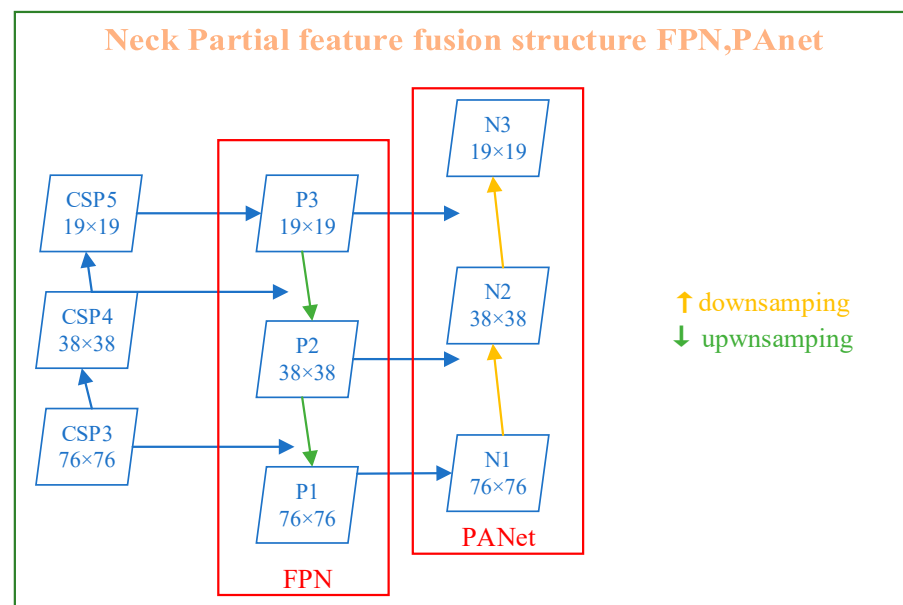 Neck Partial feature fusion structure FPN,PAnet
CSP5
19×19
CSP4
38×38
CSP3
76×76
P3
19×19
P2
38×38
P1
76×76
FPN
N3
19×19
N2
38×38
N1
76×76
PANet
↑ downsamping
↓ upwnsamping